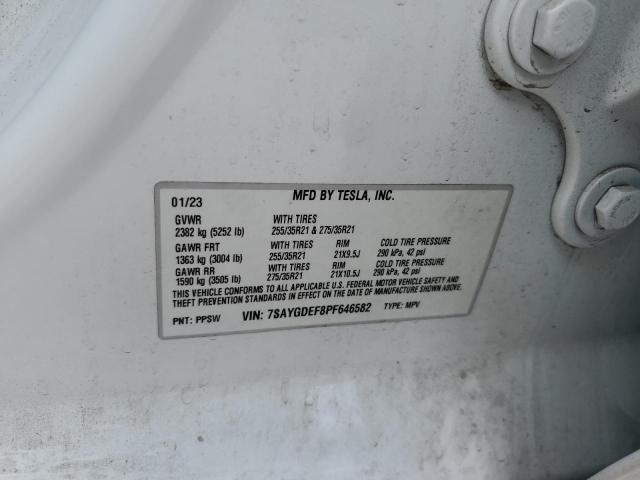 MFD BY TESLA, INC.
01/23
GVWR WITH TIRES
2382 kg (5252 lb) 255/35R21 & 275/35R21
GAWR FRT WITH TIRES RIM COLD TIRE PRESSURE
1363 kg (3004 lb) 255/35R21 21X9.5J 290 kPa, 42 psi
GAWR RR WITH TIRES RIM COLD TIRE PRESSURE
1590 kg (3505 lb) 275/35R21 21X10.5J 290 kPa, 42 psi
THIS VEHICLE CONFORMS TO ALL APPLICABLE U.S. FEDERAL MOTOR VEHICLE SAFETY AND
THEFT PREVENTION STANDARDS IN EFFECT ON THE DATE OF MANUFACTURE SHOWN ABOVE.
PNT: PPSW VIN: 7SAYGDEF8PF646582 TYPE: MPV